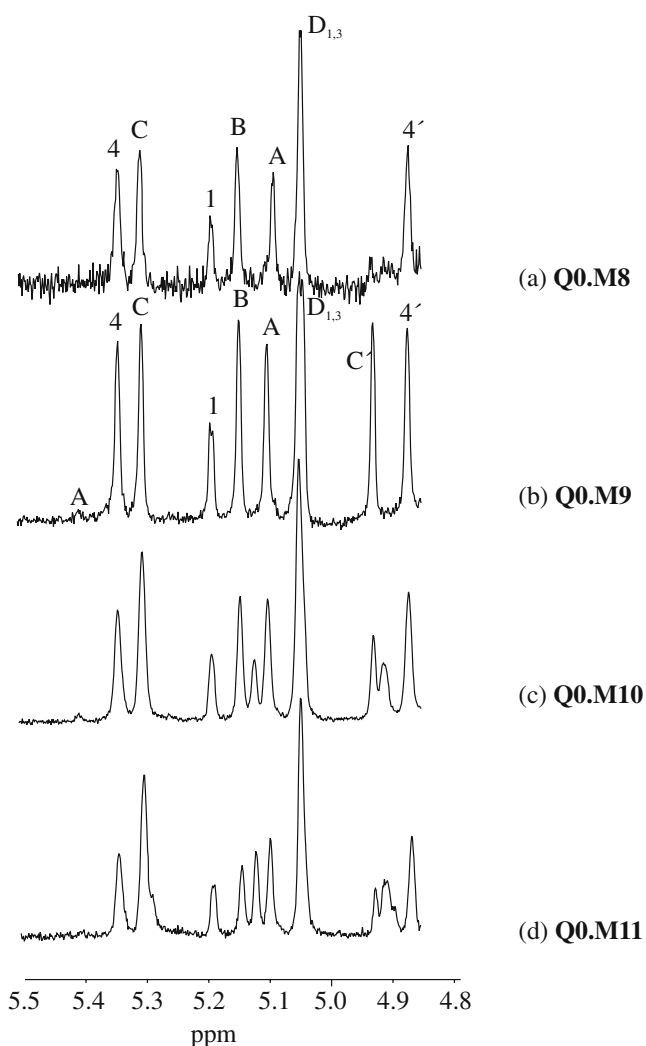 D1,3
4
C
1
B
A
4´
(a) Q0.M8
A
4
C
1
B
A
D1,3
C´
4´
(b) Q0.M9
(c) Q0.M10
(d) Q0.M11
5.5 5.4 5.3 5.2 5.1 5.0 4.9 4.8
ppm